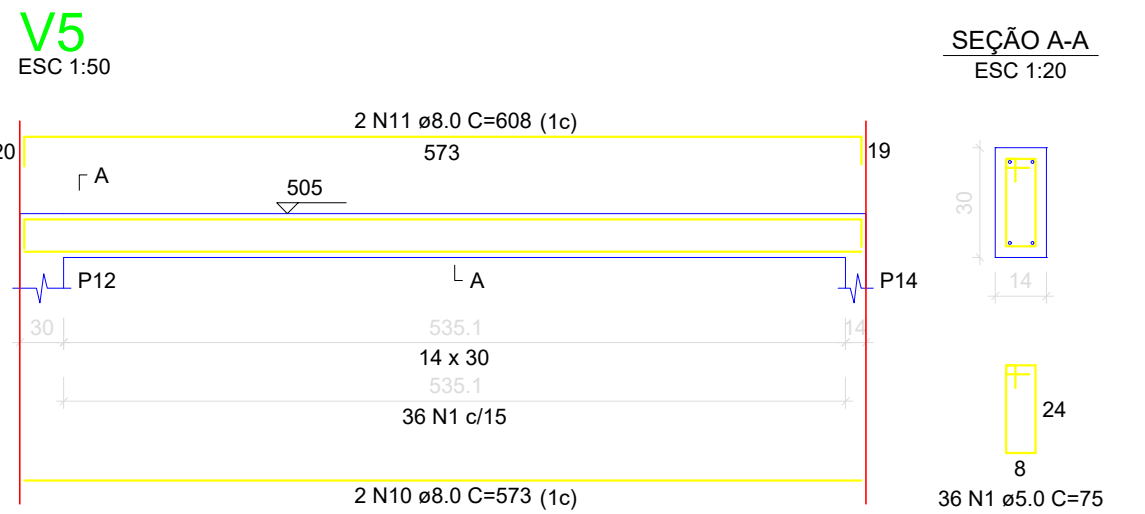 V5
ESC 1:50
SEÇÃO A-A
ESC 1:20
2 N11 ø8.0 C=608 (1c)
20
573
19
A
505
30
P12
A
P14
14
30
535.1
14
14 x 30
535.1
36 N1 c/15
24
8
2 N10 ø8.0 C=573 (1c)
36 N1 ø5.0 C=75